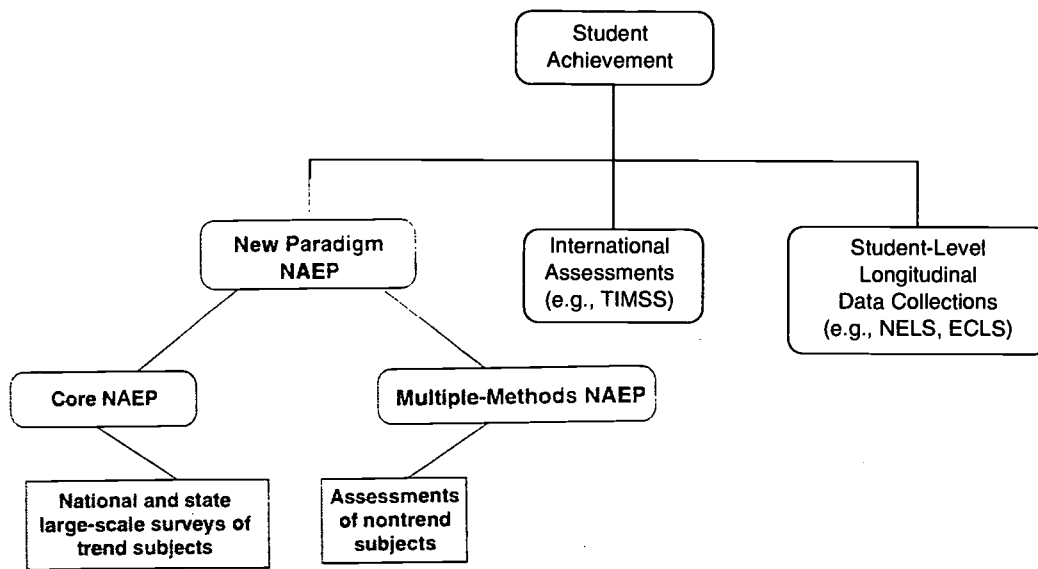 Student
Achievement
New Paradigm
NAEP
International
Assessments
(e.g., TIMSS)
Student-Level
Longitudinal
Data Collections
(e.g., NELS, ECLS)
Core NAEP
Multiple-Methods NAEP
National and state
large-scale surveys of
trend subjects
Assessments
of nontrend
subjects